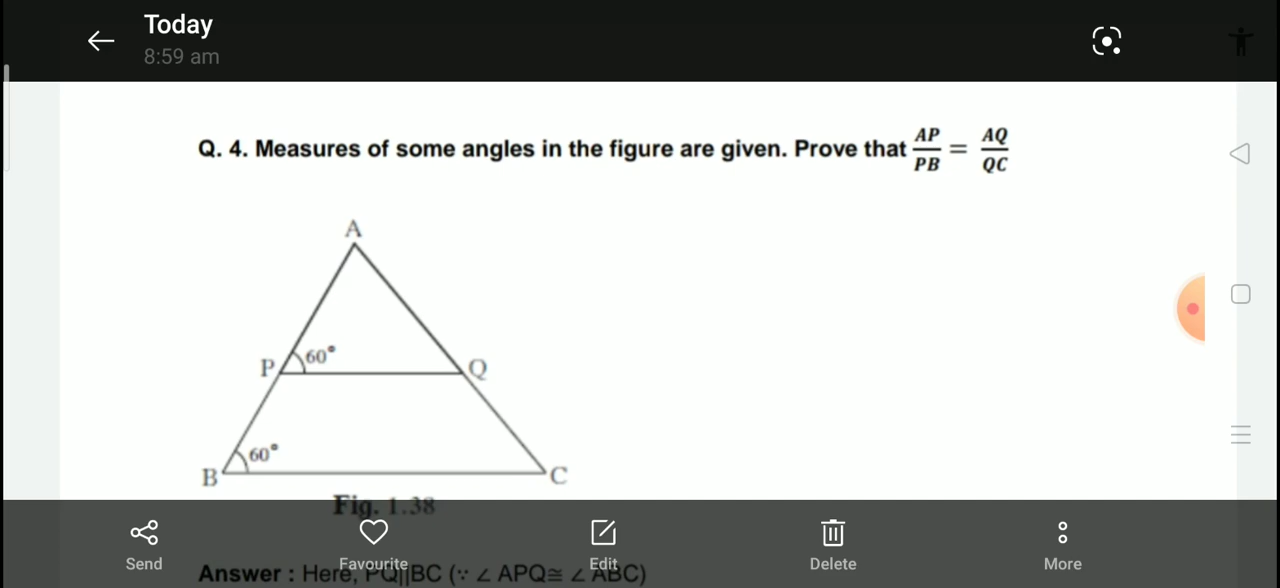 Today
8:59 am
Q. 4. Measures of some angles in the figure are given. Prove that AP/PB = AQ/QC
A
P 60° Q
B 60° C
Fig. 1.38
Send Favourite Edit Delete More
Answer : Here, PQ||BC (∵ ∠ APQ≅ ∠ ABC)